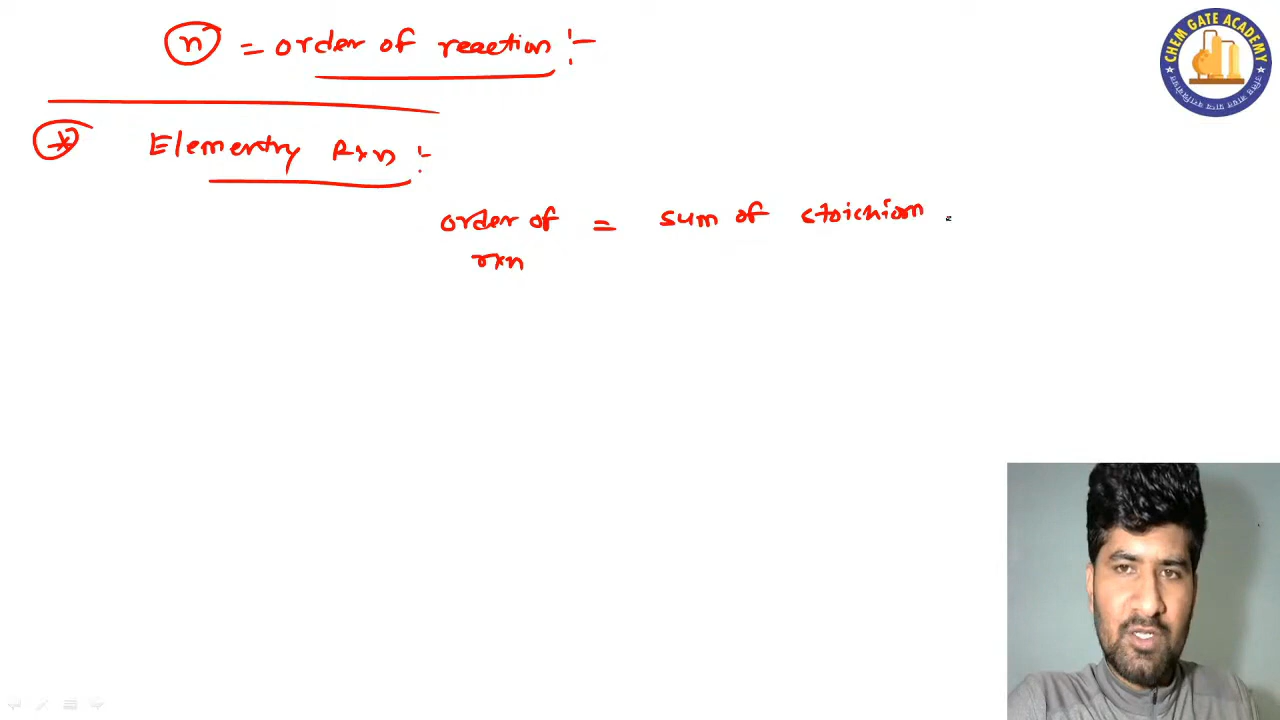 n = order of reaction :-
* Elementry Rxn :-
order of = sum of stoichiom
rxn
CHEM GATE ACADEMY